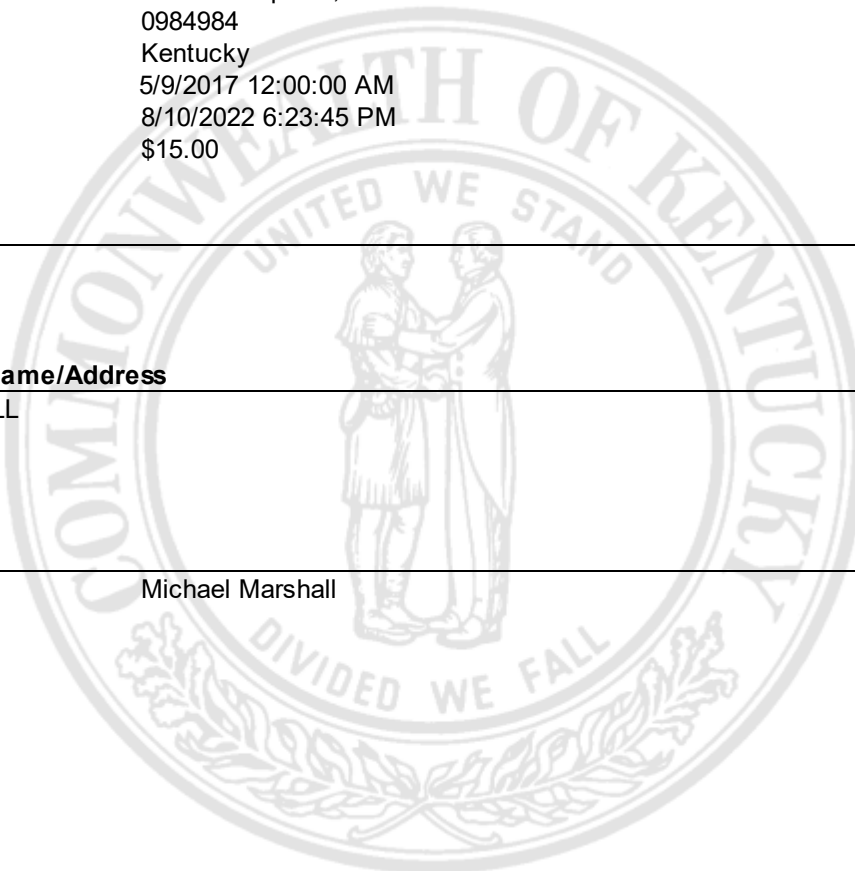 0984984
Kentucky
5/9/2017 12:00:00 AM
8/10/2022 6:23:45 PM
$15.00
COMMONWEALTH OF KENTUCKY
UNITED WE STAND
ame/Address
LL
Michael Marshall
DIVIDED WE FALL